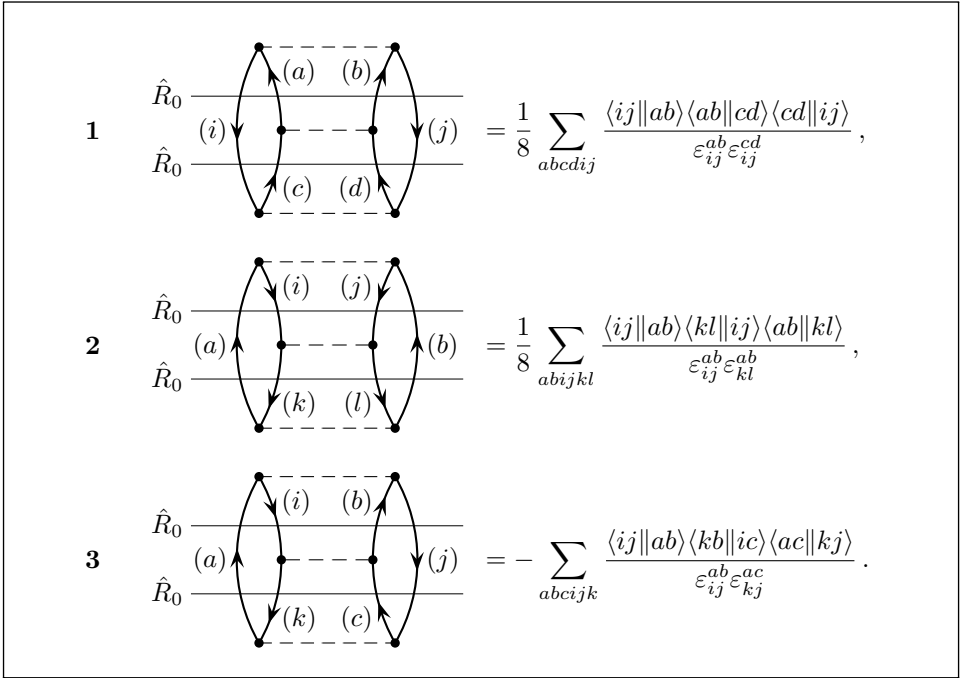 (a) (b)
R̂₀
1 (i) (j) = 1/8 ∑_{abcdij} ⟨ij‖ab⟩⟨ab‖cd⟩⟨cd‖ij⟩ / ε_{ij}^{ab} ε_{ij}^{cd} ,
R̂₀
(c) (d)
(i) (j)
R̂₀
2 (a) (b) = 1/8 ∑_{abijkl} ⟨ij‖ab⟩⟨kl‖ij⟩⟨ab‖kl⟩ / ε_{ij}^{ab} ε_{kl}^{ab} ,
R̂₀
(k) (l)
(i) (b)
R̂₀
3 (a) (j) = − ∑_{abcijk} ⟨ij‖ab⟩⟨kb‖ic⟩⟨ac‖kj⟩ / ε_{ij}^{ab} ε_{kj}^{ac} .
R̂₀
(k) (c)